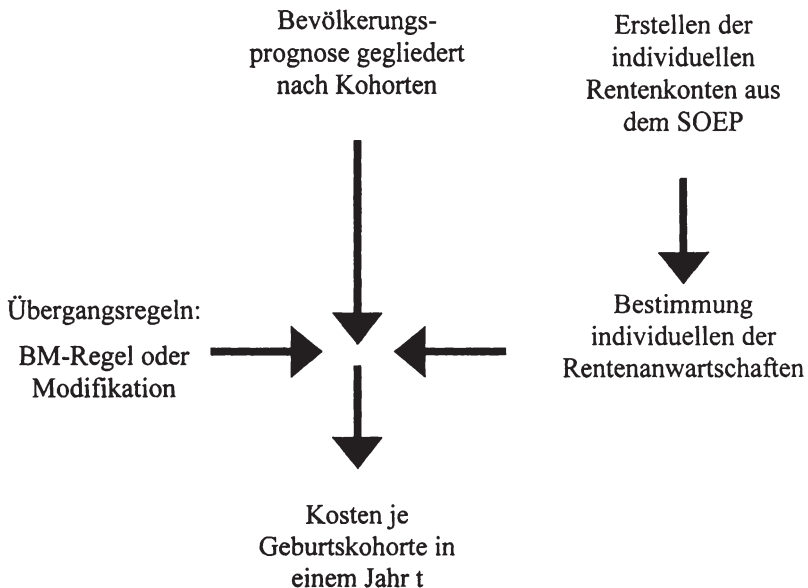 Bevölkerungs-
prognose gegliedert
nach Kohorten
Erstellen der
individuellen
Rentenkonten aus
dem SOEP
Übergangsregeln:
BM-Regel oder
Modifikation
Bestimmung
individuellen der
Rentenanwartschaften
Kosten je
Geburtskohorte in
einem Jahr t